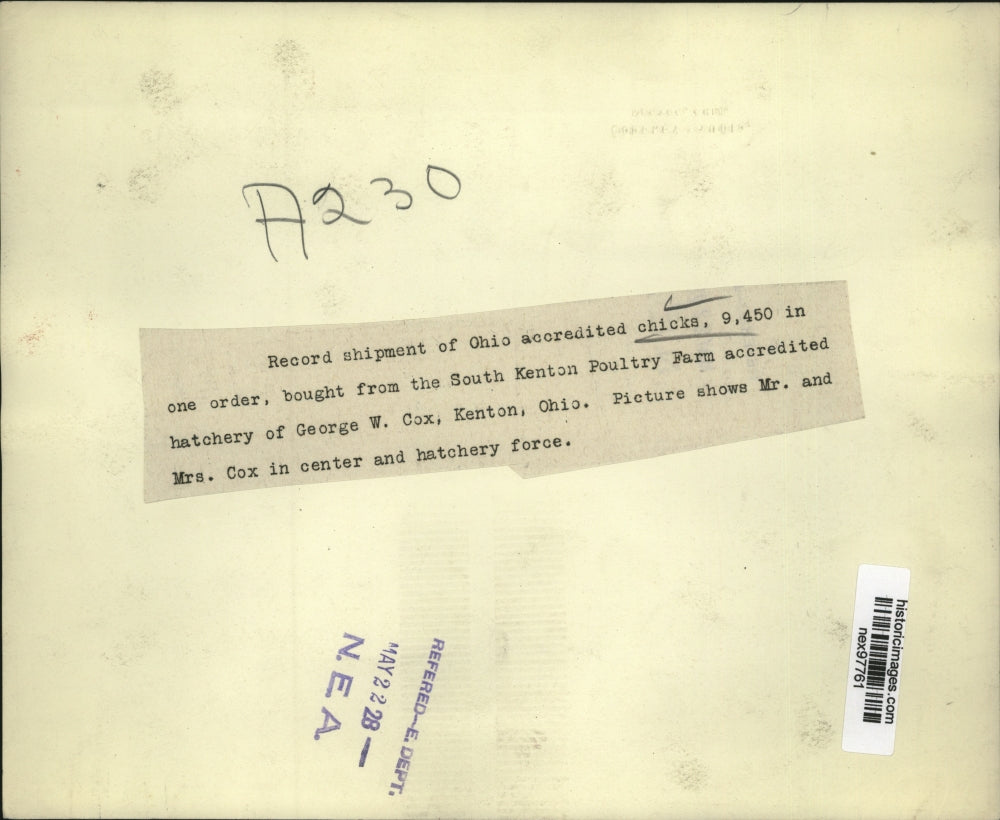 A230
Record shipment of Ohio accredited chicks, 9,450 in
one order, bought from the South Kenton Poultry Farm accredited
hatchery of George W. Cox, Kenton, Ohio. Picture shows Mr. and
Mrs. Cox in center and hatchery force.
REFERED-E. DEPT.
MAY 22 28 —
N. E. A.
historicimages.com
nex97761